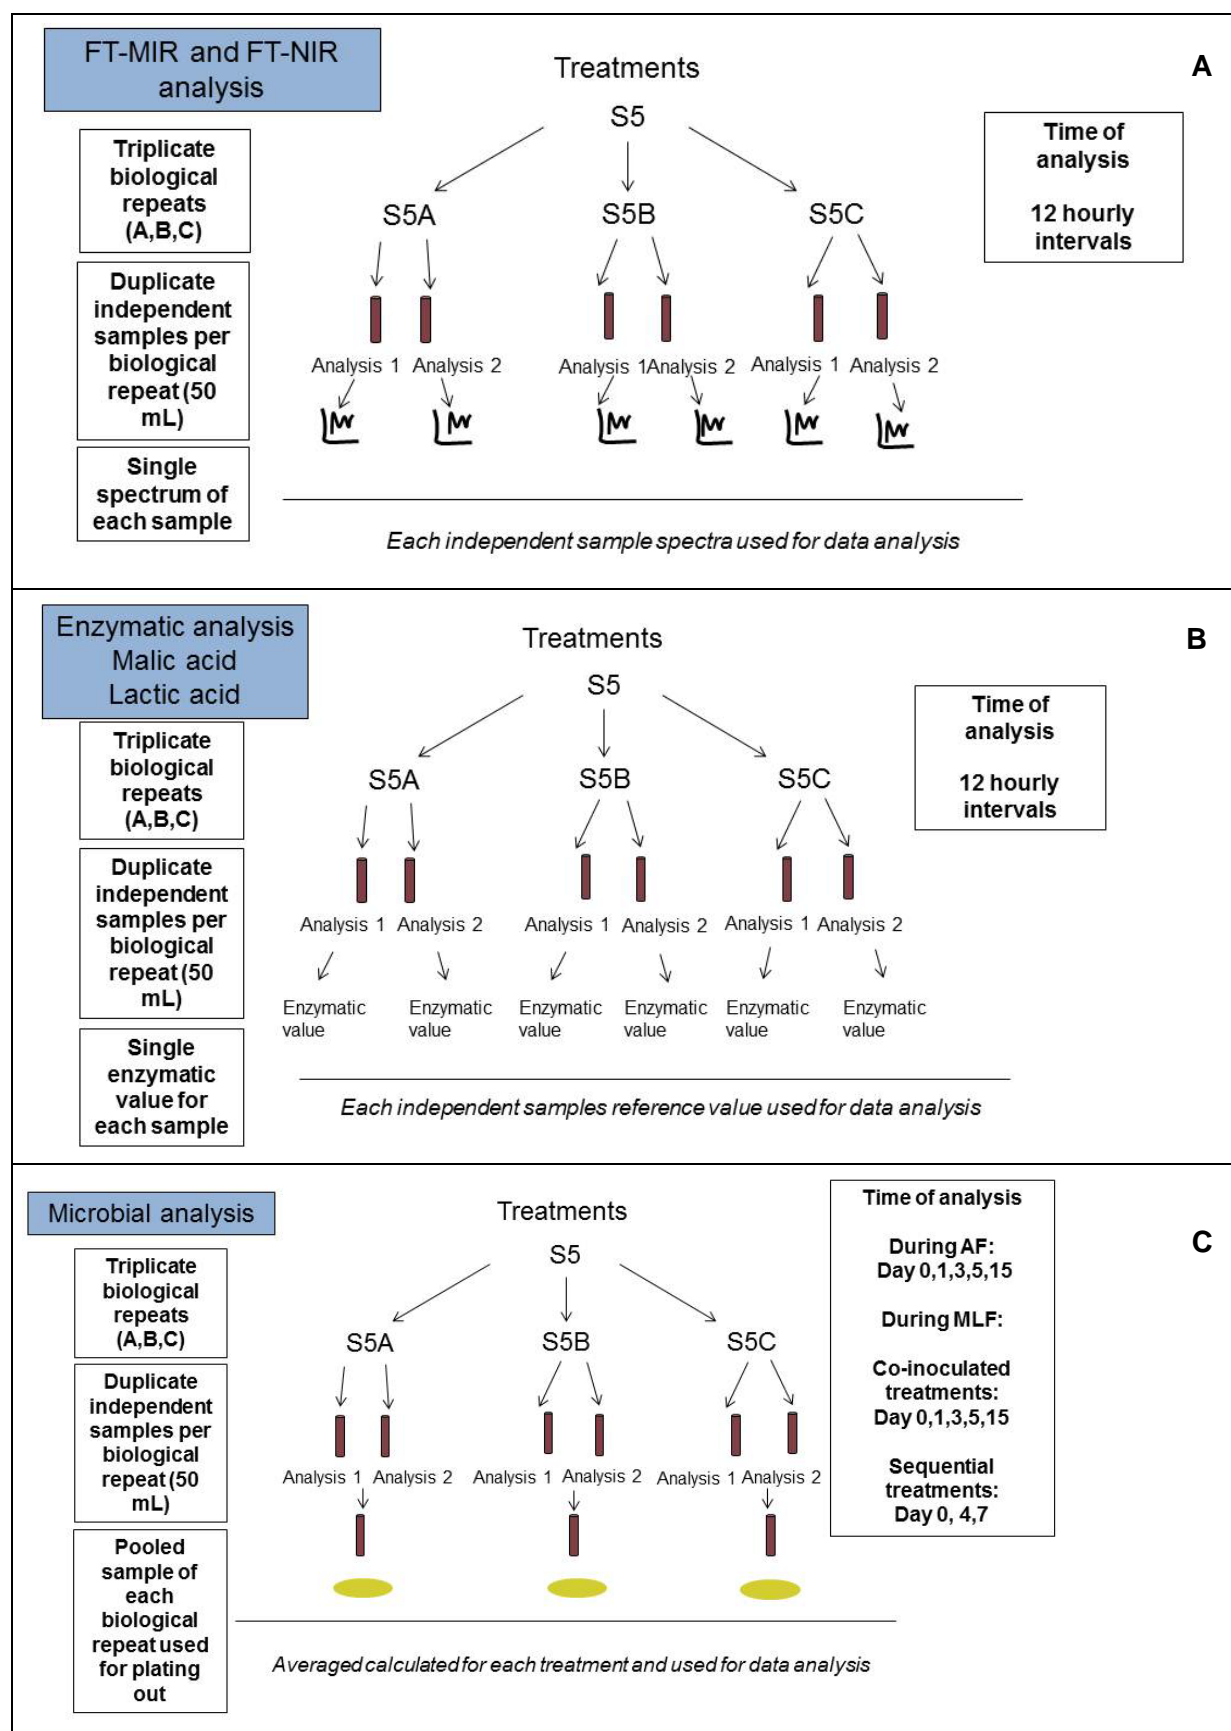 FT-MIR and FT-NIR
analysis
Treatments
A
S5
Triplicate
biological
repeats
(A,B,C)
Time of
analysis
12 hourly
intervals
S5A S5B S5C
Duplicate
independent
samples per
biological
repeat (50
mL)
Analysis 1 Analysis 2 Analysis 1 Analysis 2 Analysis 1 Analysis 2
Single
spectrum of
each sample
Each independent sample spectra used for data analysis
Enzymatic analysis
Malic acid
Lactic acid
Treatments
B
S5
Triplicate
biological
repeats
(A,B,C)
Time of
analysis
12 hourly
intervals
S5A S5B S5C
Duplicate
independent
samples per
biological
repeat (50
mL)
Analysis 1 Analysis 2 Analysis 1 Analysis 2 Analysis 1 Analysis 2
Enzymatic Enzymatic Enzymatic Enzymatic Enzymatic Enzymatic
value value value value value value
Single
enzymatic
value for
each sample
Each independent samples reference value used for data analysis
Microbial analysis
Treatments
C
S5
Triplicate
biological
repeats
(A,B,C)
Time of analysis
During AF:
Day 0,1,3,5,15
During MLF:
Co-inoculated
treatments:
Day 0,1,3,5,15
Sequential
treatments:
Day 0, 4,7
S5A S5B S5C
Duplicate
independent
samples per
biological
repeat (50
mL)
Analysis 1 Analysis 2 Analysis 1 Analysis 2 Analysis 1 Analysis 2
Pooled
sample of
each
biological
repeat used
for plating
out
Averaged calculated for each treatment and used for data analysis